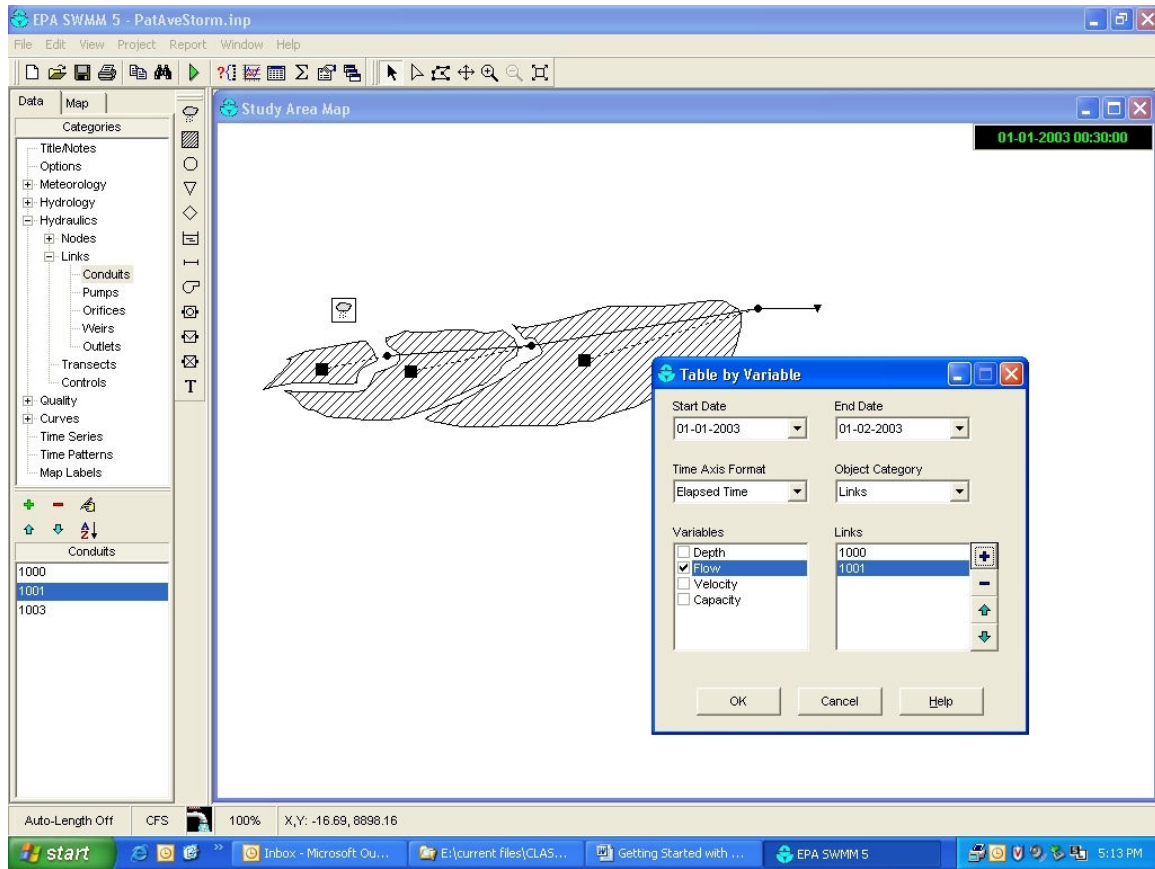 EPA SWMM 5 - PatAveStorm.inp
File Edit View Project Report Window Help
Data Map
Categories
Title/Notes
Options
Meteorology
Hydrology
Hydraulics
Nodes
Links
Conduits
Pumps
Orifices
Weirs
Outlets
Transects
Controls
Quality
Curves
Time Series
Time Patterns
Map Labels
Conduits
1000
1001
1003
T
Study Area Map
01-01-2003 00:30:00
Table by Variable
Start Date End Date
01-01-2003 01-02-2003
Time Axis Format Object Category
Elapsed Time Links
Variables Links
Depth 1000
Flow 1001
Velocity
Capacity
OK Cancel Help
Auto-Length Off CFS 100% X,Y: -16.69, 8898.16
start Inbox - Microsoft Ou... E:\current files\CLAS... Getting Started with ... EPA SWMM 5 5:13 PM